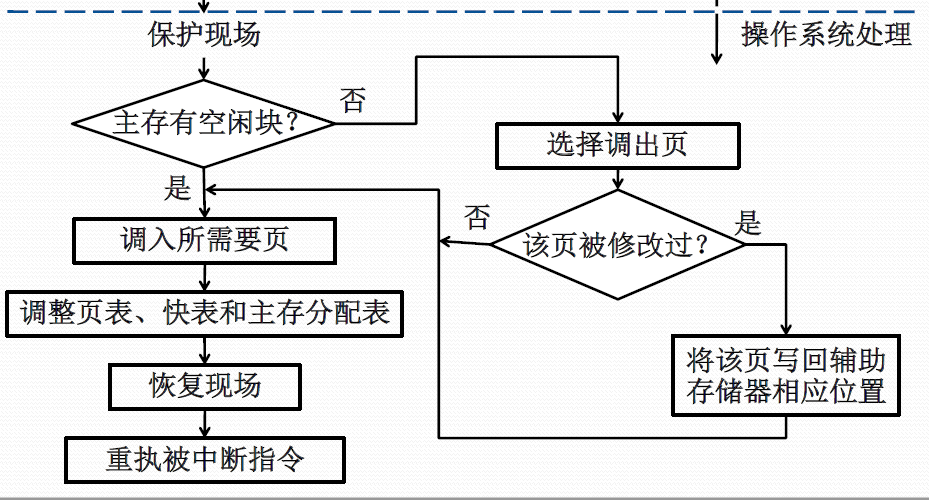 保护现场
操作系统处理
主存有空闲块？
否
选择调出页
是
调入所需要页
否
该页被修改过？
是
调整页表、快表和主存分配表
将该页写回辅助
存储器相应位置
恢复现场
重执被中断指令